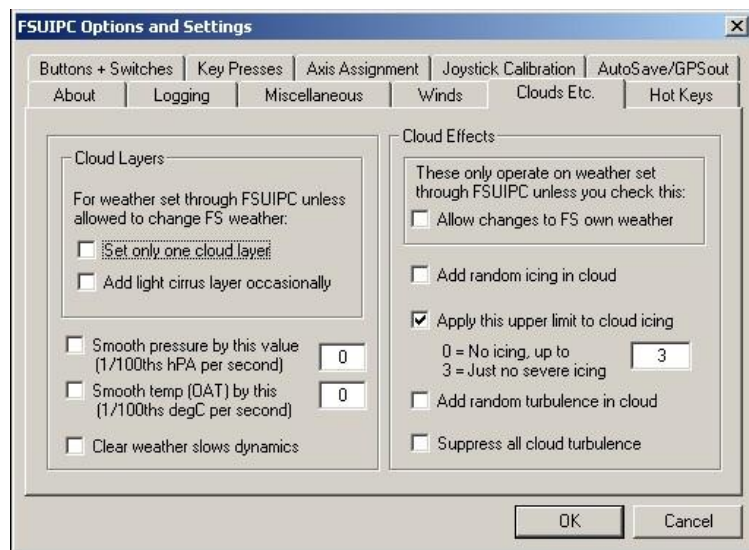 FSUIPC Options and Settings
Buttons + Switches
Key Presses
Axis Assignment
Joystick Calibration
AutoSave/GPSout
About
Logging
Miscellaneous
Winds
Clouds Etc.
Hot Keys
Cloud Layers
For weather set through FSUIPC unless
allowed to change FS weather:
Set only one cloud layer
Add light cirrus layer occasionally
Smooth pressure by this value
(1/100ths hPA per second)
0
Smooth temp (OAT) by this
(1/100ths degC per second)
0
Clear weather slows dynamics
Cloud Effects
These only operate on weather set
through FSUIPC unless you check this:
Allow changes to FS own weather
Add random icing in cloud
Apply this upper limit to cloud icing
0 = No icing, up to
3 = Just no severe icing
3
Add random turbulence in cloud
Suppress all cloud turbulence
OK
Cancel